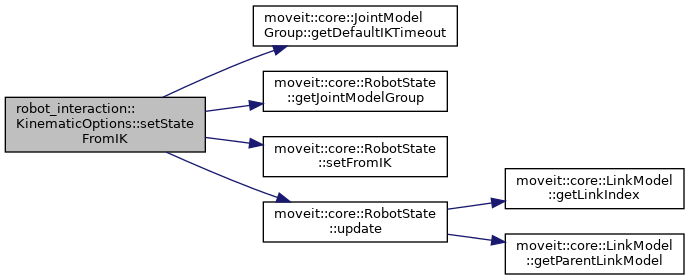 moveit::core::JointModel
Group::getDefaultIKTimeout
robot_interaction::
KinematicOptions::setState
FromIK
moveit::core::RobotState
::getJointModelGroup
moveit::core::RobotState
::setFromIK
moveit::core::RobotState
::update
moveit::core::LinkModel
::getLinkIndex
moveit::core::LinkModel
::getParentLinkModel